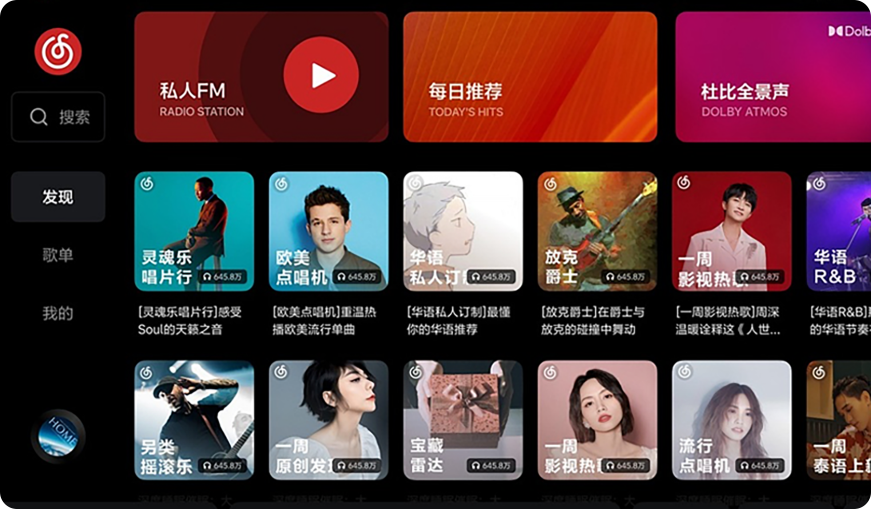 私人FM
RADIO STATION
每日推荐
TODAY'S HITS
Dolb
杜比全景声
DOLBY ATMOS
搜索
发现
歌单
我的
HOME
灵魂乐
唱片行
645.8万
欧美
点唱机
645.8万
华语
私人订
645.8万
放克
爵士
645.8万
一周
影视热
645.8万
华语
R&B
[灵魂乐唱片行]感受
Soul的天籁之音
[欧美点唱机]重温热
播欧美流行单曲
[华语私人订制]最懂
你的华语推荐
[放克爵士]在爵士与
放克的碰撞中舞动
[一周影视热歌]周深
温暖诠释这《人世...
[华语R&B]
的华语节奏
另类
摇滚乐
645.8万
一周
原创发
645.8万
宝藏
雷达
645.8万
一周
影视热
645.8万
流行
点唱机
645.8万
一周
泰语上